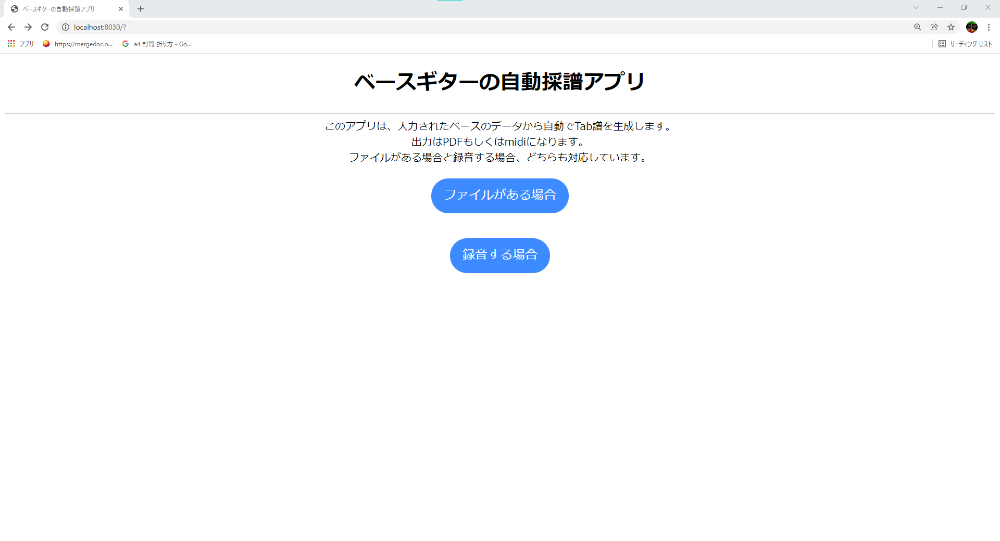 ベースギターの自動採譜アプリ
localhost:8030/?
アプリ
https://mergedoc.o...
a4 封筒 折り方 - Go...
リーディング リスト
ベースギターの自動採譜アプリ
このアプリは、入力されたベースのデータから自動でTab譜を生成します。
出力はPDFもしくはmidiになります。
ファイルがある場合と録音する場合、どちらも対応しています。
ファイルがある場合
録音する場合